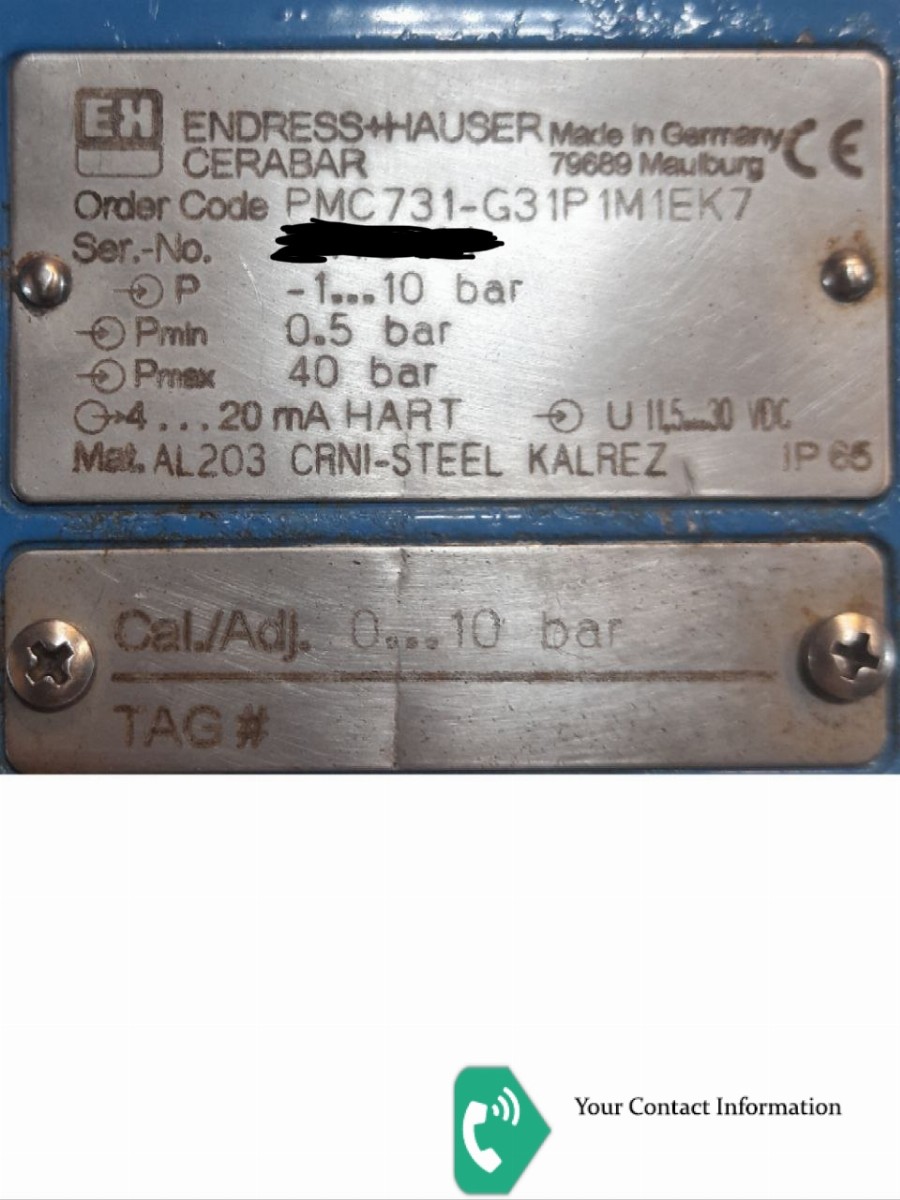 EH ENDRESS+HAUSER Made in Germany CE
CERABAR 79689 Maulburg
Order Code PMC731-G31P1M1EK7
Ser.-No.
P -1...10 bar
Pmin 0.5 bar
Pmax 40 bar
4...20 mA HART U 11,5...30 VDC
Mat. AL203 CRNI-STEEL KALREZ IP 65
Cal./Adj. 0...10 bar
TAG #
Your Contact Information